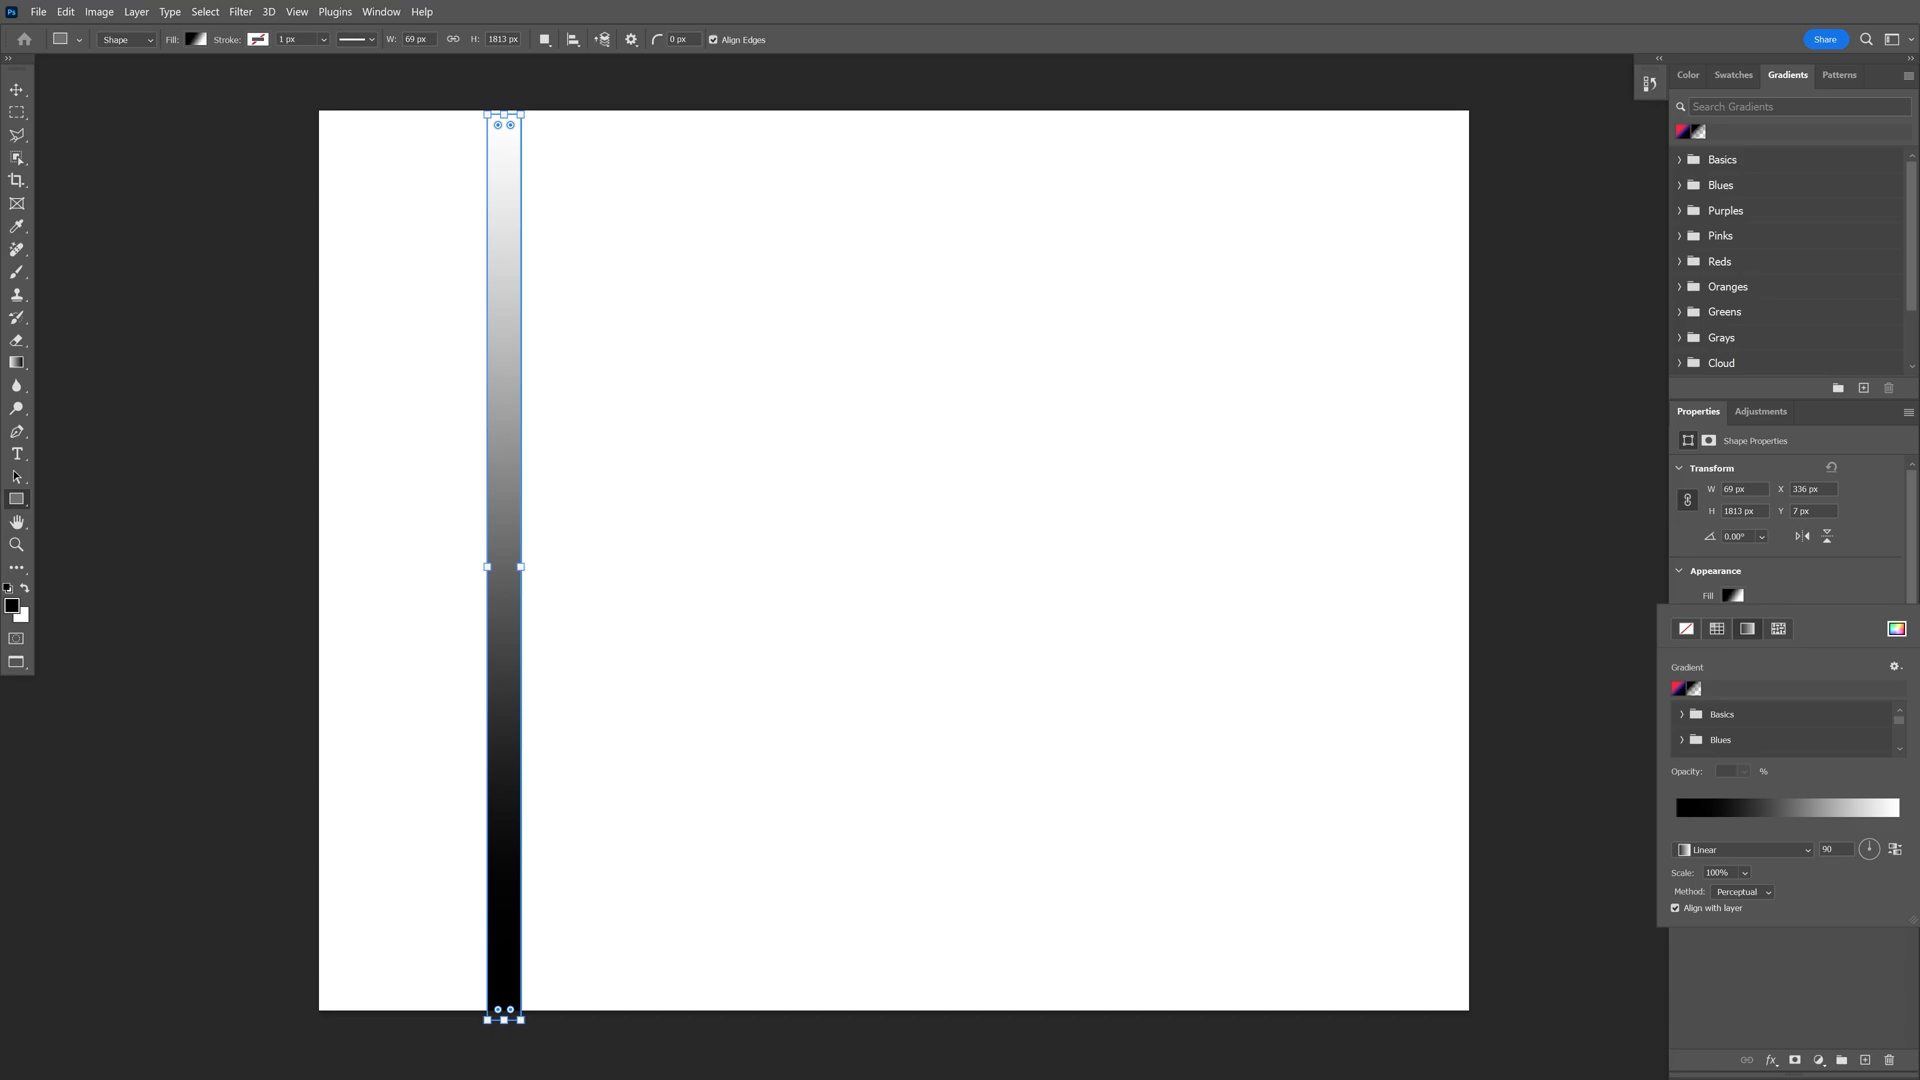 Ps File Edit Image Layer Type Select Filter 3D View Plugins Window Help
Shape Fill: Stroke: 1 px W: 69 px H: 1813 px 0 px Align Edges Share
Color Swatches Gradients Patterns
Search Gradients
Basics
Blues
Purples
Pinks
Reds
Oranges
Greens
Grays
Cloud
Properties Adjustments
Shape Properties
Transform
W 69 px X 336 px
H 1813 px Y 7 px
0.00°
Appearance
Fill
Gradient
Basics
Blues
Opacity: %
Linear 90
Scale: 100%
Method: Perceptual
Align with layer
fx